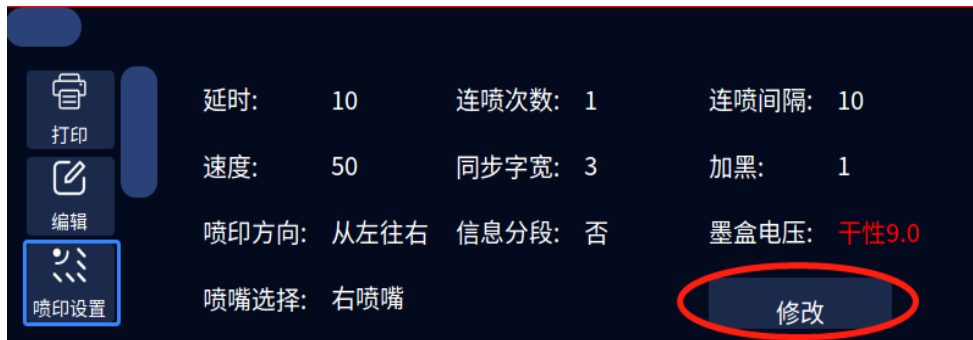 打印
编辑
喷印设置
延时: 10 连喷次数: 1 连喷间隔: 10
速度: 50 同步字宽: 3 加黑: 1
喷印方向: 从左往右 信息分段: 否 墨盒电压: 干性9.0
喷嘴选择: 右喷嘴
修改